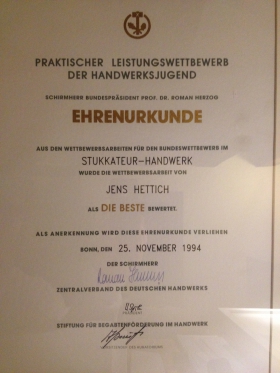 PRAKTISCHER LEISTUNGSWETTBEWERB
DER HANDWERKSJUGEND
SCHIRMHERR BUNDESPRÄSIDENT PROF. DR. ROMAN HERZOG
EHRENURKUNDE
AUS DEN WETTBEWERBSARBEITEN FÜR DEN BUNDESWETTBEWERB IM
STUKKATEUR-HANDWERK
WURDE DIE WETTBEWERBSARBEIT VON
JENS HETTICH
ALS DIE BESTE BEWERTET.
ALS ANERKENNUNG WIRD DIESE EHRENURKUNDE VERLIEHEN
BONN, DEN 25. NOVEMBER 1994
DER SCHIRMHERR
ZENTRALVERBAND DES DEUTSCHEN HANDWERKS
PRÄSIDENT
STIFTUNG FÜR BEGABTENFÖRDERUNG IM HANDWERK